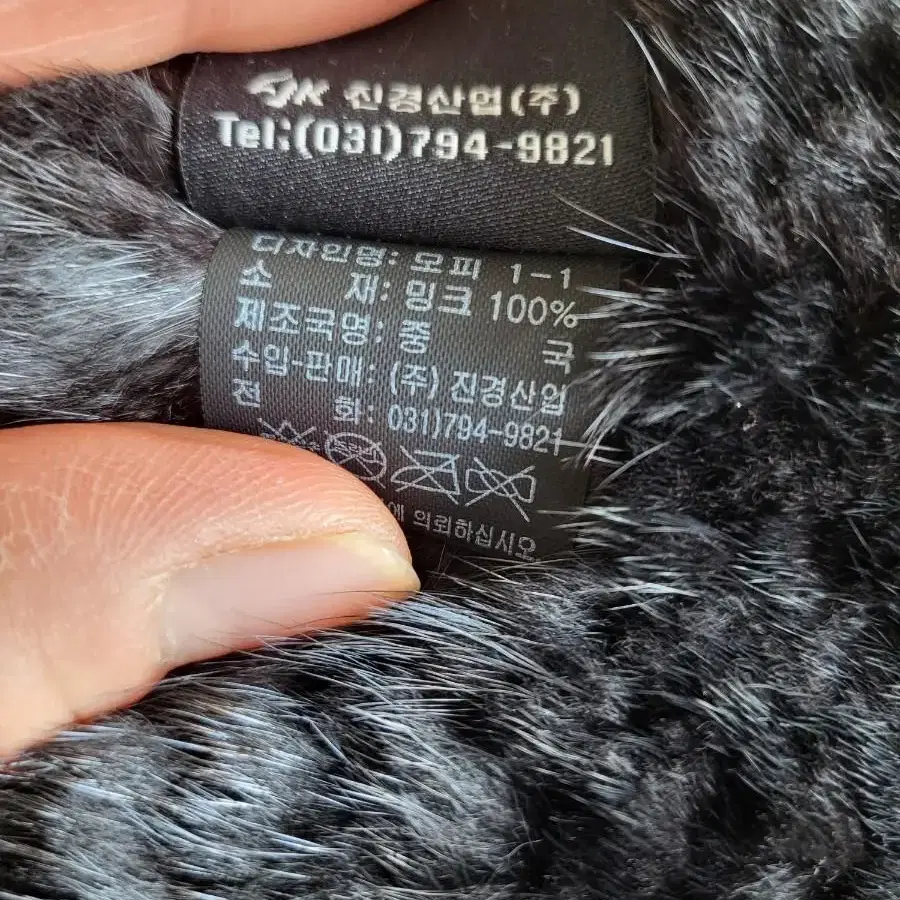 SJK 진경산업(주)
Tel:(031)794-9821
디자인명: 모피 1-1
소 재: 밍크 100%
제조국명: 중 국
수입-판매: (주) 진경산업
전 화: 031)794-9821
에 의뢰하십시오